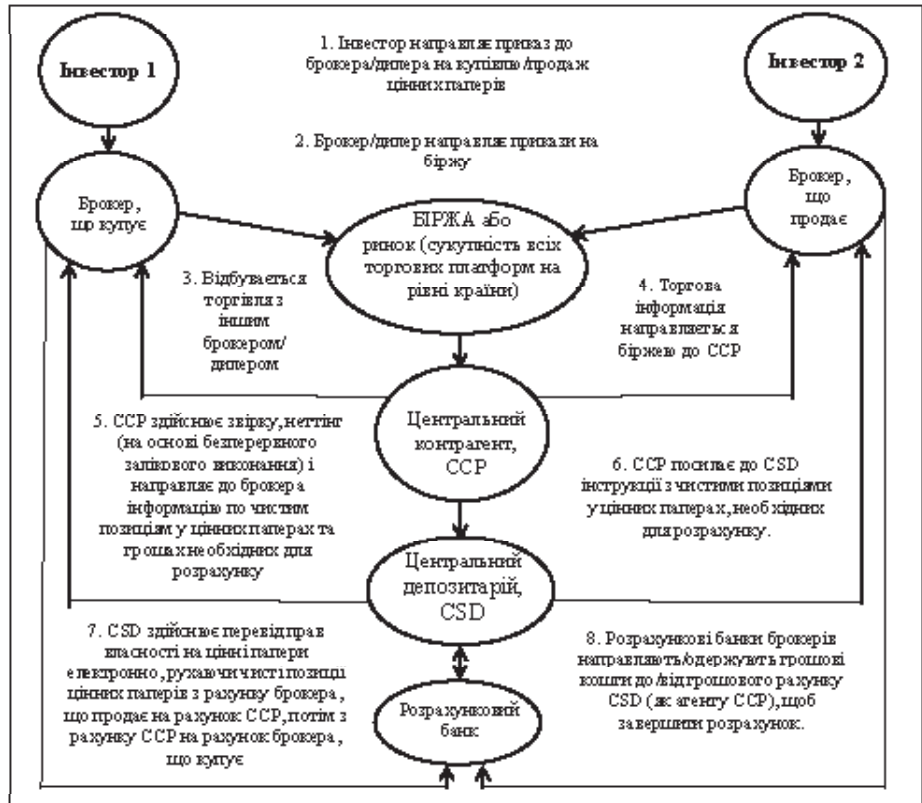 Інвестор 1
1. Інвестор направляє приказ до
брокера/дилера на купівлю/продаж
цінних паперів
Інвестор 2
2. Брокер/дилер направляє прикази на
біржу
Брокер,
що купує
Брокер,
що
продає
БІРЖА або
ринок (сукупність всіх
торгових платформ на
рівні країни)
3. Відбувається
торгівля з
іншим
брокером/
дилером
4. Торгова
інформація
направляється
біржею до ССР
Центральний
контрагент,
ССР
5. ССР здійснює звірку, неттінг
(на основі безперервного
залікового виконання) і
направляє до брокера
інформацію по чистим
позиціям у цінних паперах та
грошах необхідних для
розрахунку
6. ССР посилає до CSD
інструкції з чистими позиціями
у цінних паперах, необхідних
для розрахунку.
Центральний
депозитарій,
CSD
7. CSD здійснює перевід прав
власності на цінні папери
електронно, рухаючи чисті позиції
цінних паперів з рахунку брокера,
що продає на рахунок ССР, потім з
рахунку ССР на рахунок брокера,
що купує
8. Розрахункові банки брокерів
направляють/одержують грошові
кошти до /від грошового рахунку
CSD (як агенту ССР), щоб
завершити розрахунок.
Розрахунковий
банк